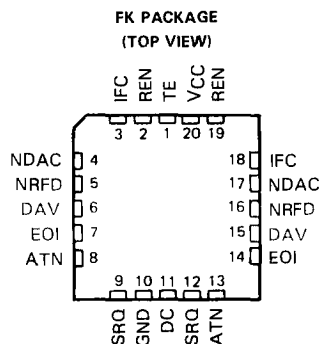 FK PACKAGE
(TOP VIEW)
IFC REN TE VCC REN
3 2 1 20 19
NDAC 4 18 IFC
NRFD 5 17 NDAC
DAV 6 16 NRFD
EOI 7 15 DAV
ATN 8 14 EOI
9 10 11 12 13
SRQ GND DC SRQ ATN